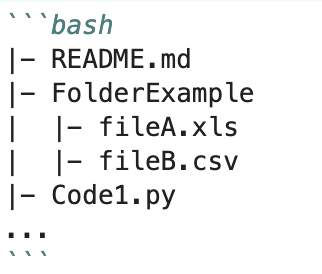 ```bash
|- README.md
|- FolderExample
|  |- fileA.xls
|  |- fileB.csv
|- Code1.py
...
```